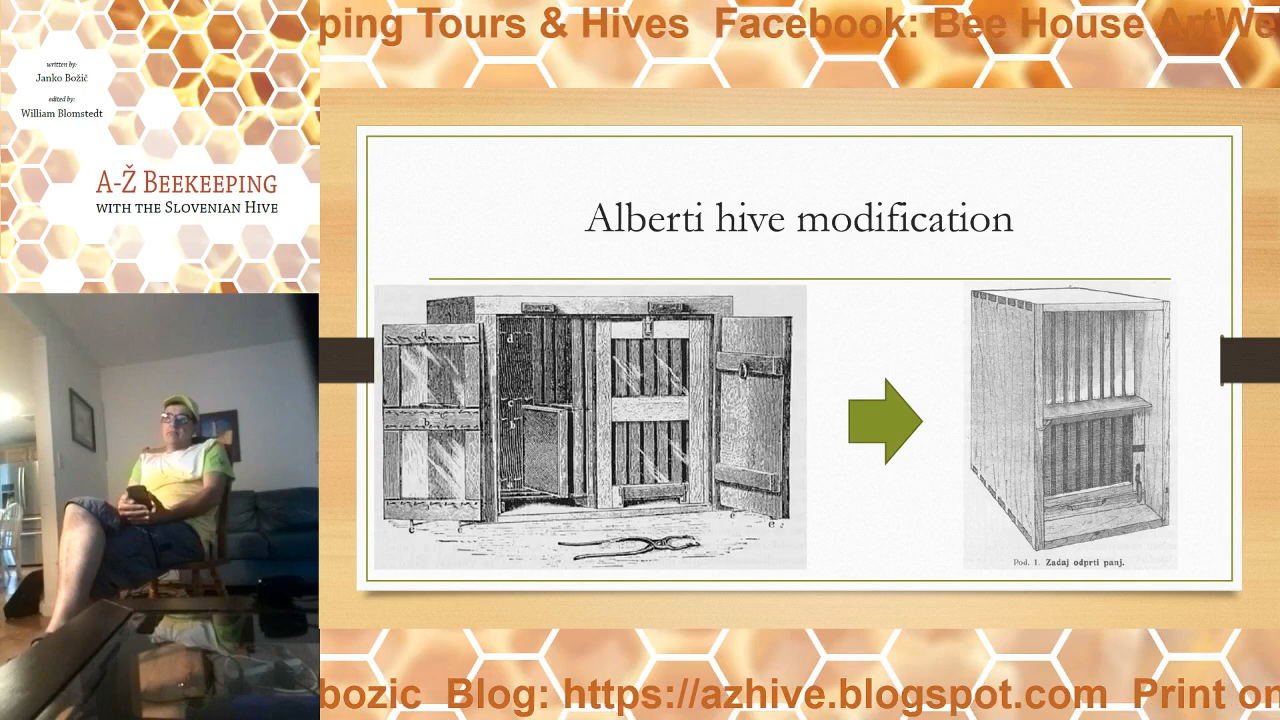 ping Tours & Hives Facebook: Bee House ArtWe
written by:
Janko Božič
edited by:
William Blomstedt
A-Ž Beekeeping
with the Slovenian Hive
Alberti hive modification
d
c
b
b
e
e
e
Pod. 1. Zadaj odprti panj.
bozic Blog: https://azhive.blogspot.com Print on